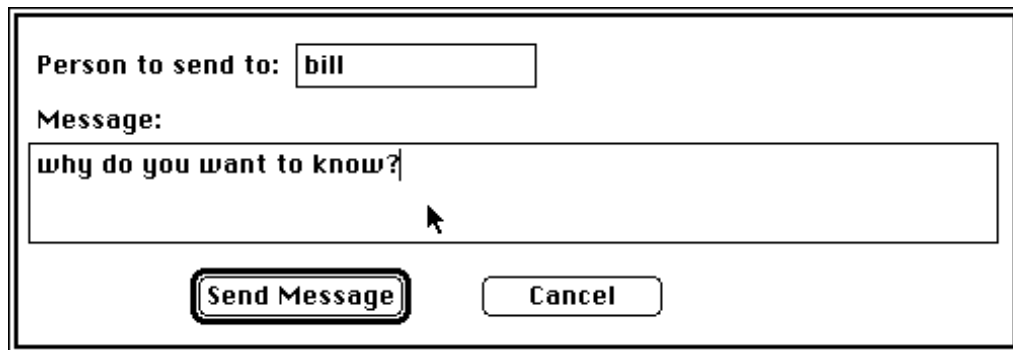 Person to send to: bill
Message:
why do you want to know?
Send Message Cancel